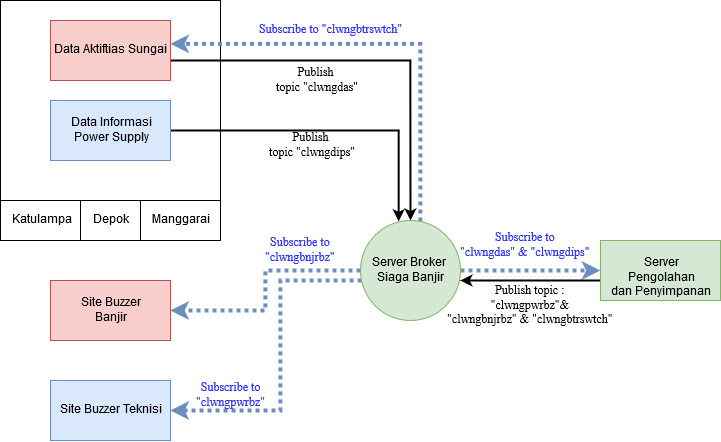 Subscribe to "clwngbtrswtch"
Data Aktiftias Sungai
Publish
topic "clwngdas"
Data Informasi
Power Supply
Publish
topic "clwngdips"
Katulampa
Depok
Manggarai
Subscribe to
"clwngbnjrbz"
Server Broker
Siaga Banjir
Subscribe to
"clwngdas" & "clwngdips"
Server
Pengolahan
dan Penyimpanan
Publish topic :
"clwngpwrbz"&
"clwngbnjrbz" & "clwngbtrswtch"
Site Buzzer
Banjir
Subscribe to
"clwngpwrbz"
Site Buzzer Teknisi